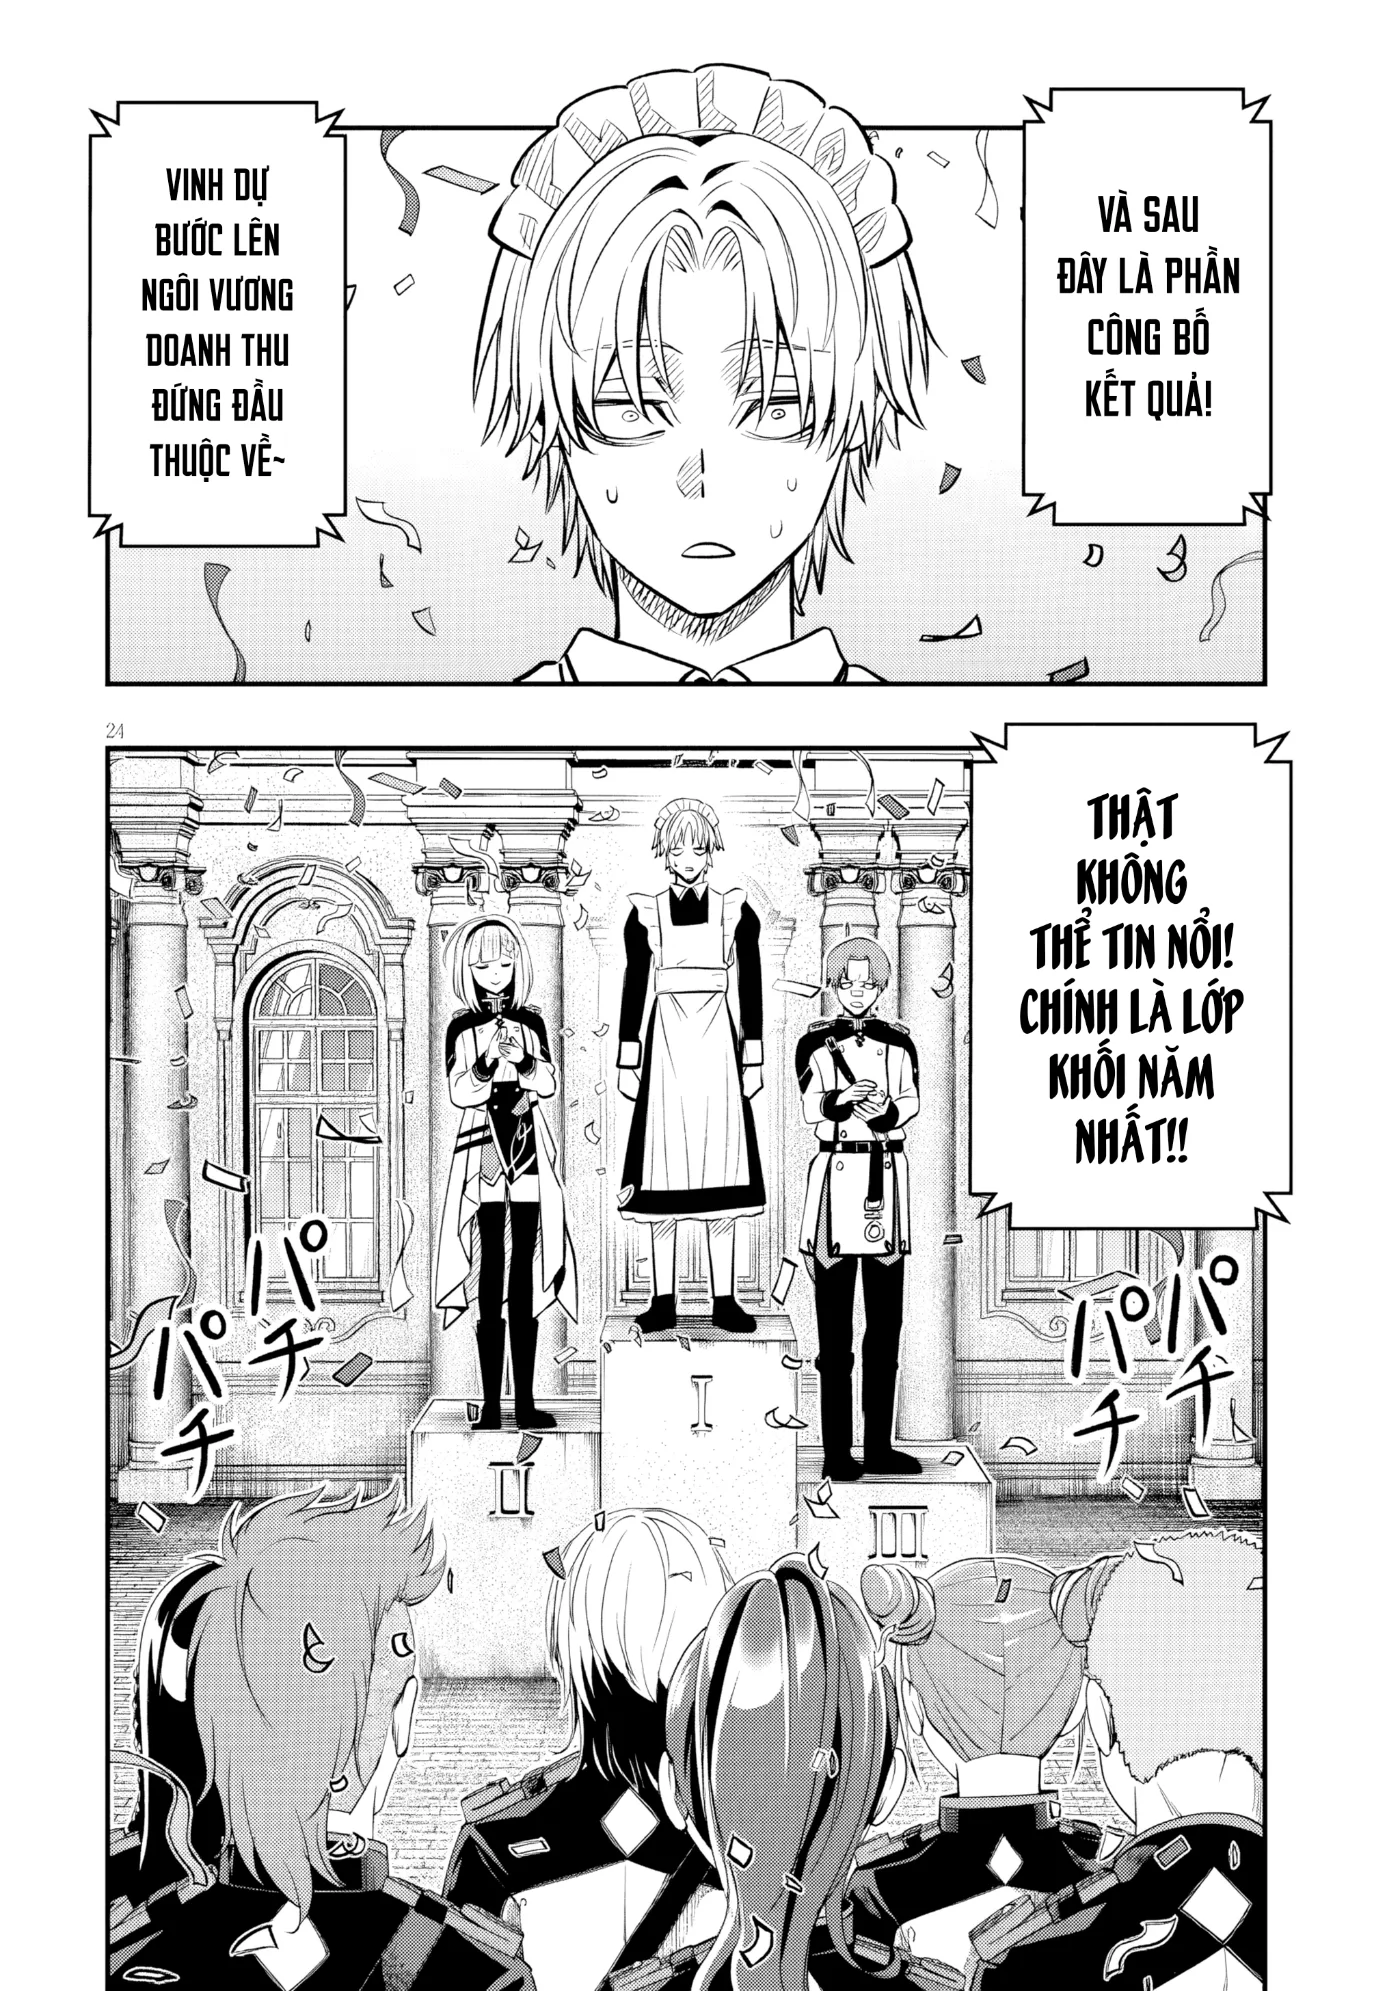 VÀ SAU
ĐÂY LÀ PHẦN
CÔNG BỐ
KẾT QUẢ!
VINH DỰ
BƯỚC LÊN
NGÔI VƯƠNG
DOANH THU
ĐỨNG ĐẦU
THUỘC VỀ~
24
THẬT
KHÔNG
THỂ TIN NỔI!
CHÍNH LÀ LỚP
KHỐI NĂM
NHẤT!!
パチ
パチ
パチ
パチ
I
II
III